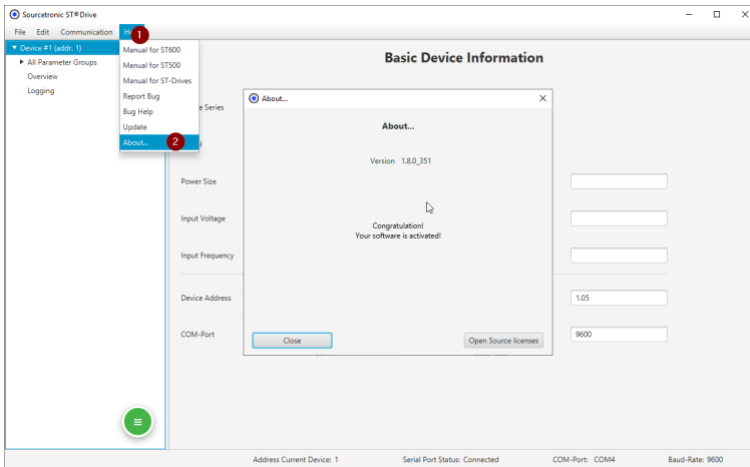 Sourcetronic ST®Drive
File Edit Communication
1
Device #1 (addr. 1)
All Parameter Groups
Overview
Logging
Manual for ST600
Manual for ST500
Manual for ST-Drives
Report Bug
Bug Help
Update
About...
2
Basic Device Information
Series
Power Size
Input Voltage
Input Frequency
Device Address
1.05
COM-Port
9600
About...
About...
Version 1.8.0_351
Congratulation!
Your software is activated!
Close
Open Source licenses
Address Current Device: 1
Serial Port Status: Connected
COM-Port: COM4
Baud-Rate: 9600